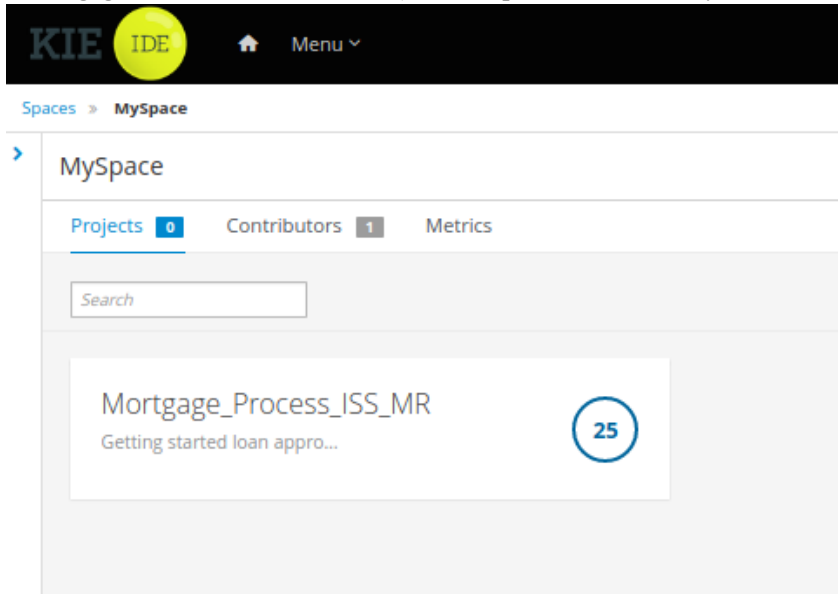 KIE IDE Menu
Spaces » MySpace
MySpace
Projects 0 Contributors 1 Metrics
Search
Mortgage_Process_ISS_MR
Getting started loan appro...
25